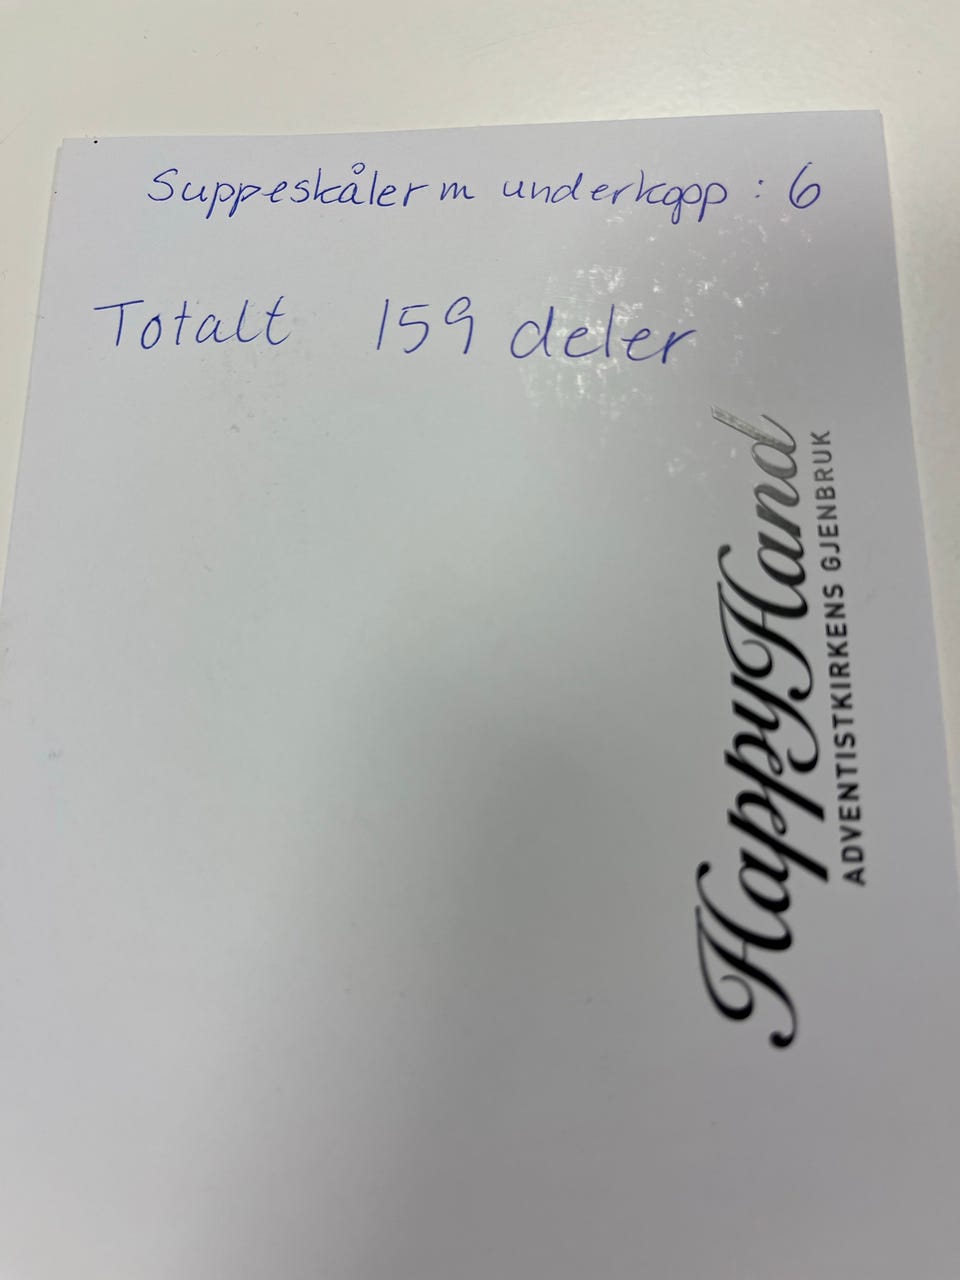 Suppeskåler m underkopp : 6
Totalt 159 deler
HappyHand
ADVENTISTKIRKENS GJENBRUK